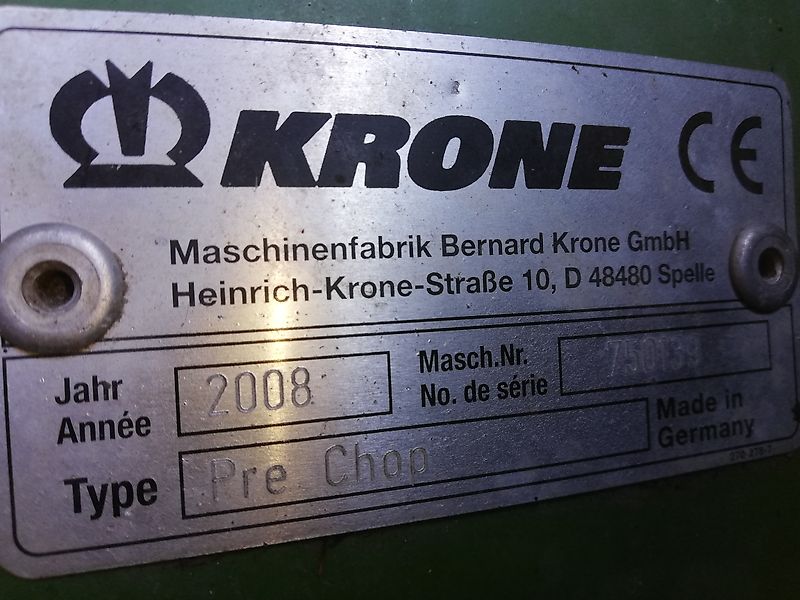 KRONE CE
Maschinenfabrik Bernard Krone GmbH
Heinrich-Krone-Straße 10, D 48480 Spelle
Jahr
Année
2008
Masch.Nr.
No. de série
750139
Type
Pre Chop
Made in
Germany